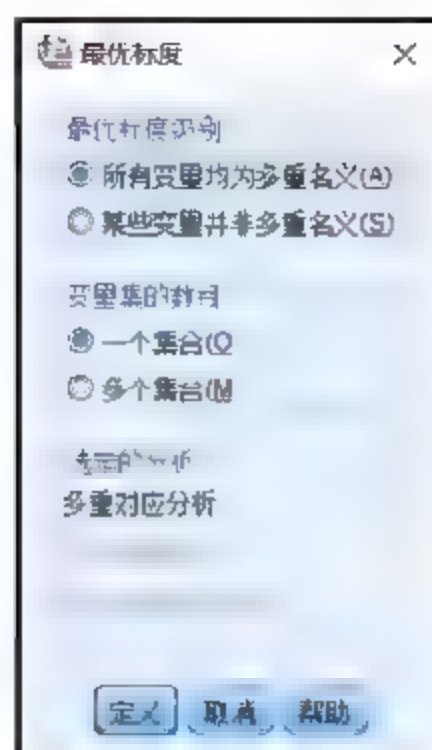 最优标度
最优标度识别
所有变量均为多重名义(A)
某些变量并非多重名义(S)
变量集的数目
一个集合(O
多个集合(M
多重对应分析
定义 取消 帮助